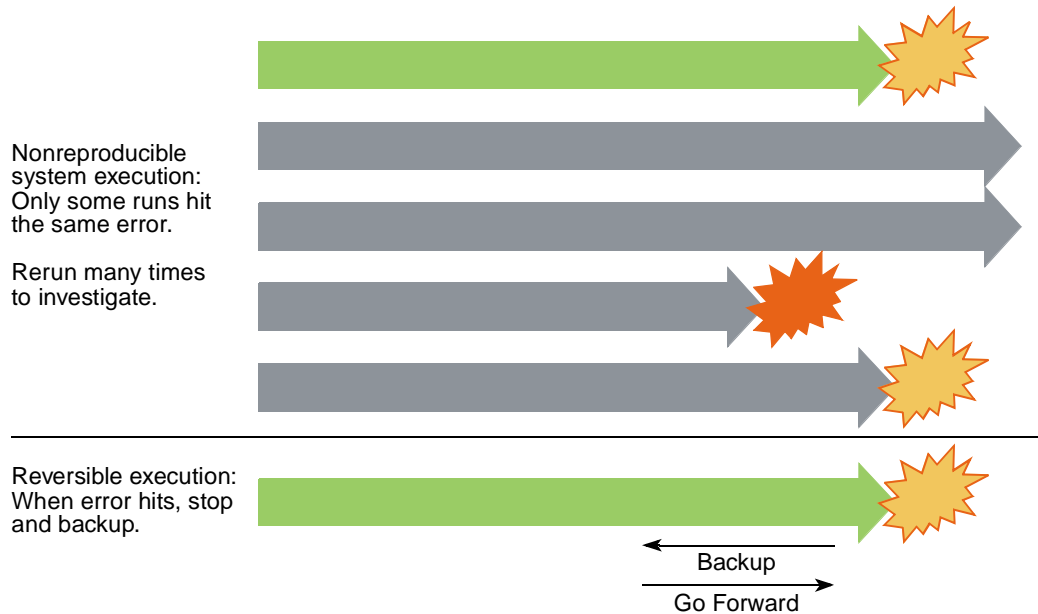 Nonreproducible
system execution:
Only some runs hit
the same error.
Rerun many times
to investigate.
Reversible execution:
When error hits, stop
and backup.
Backup
Go Forward